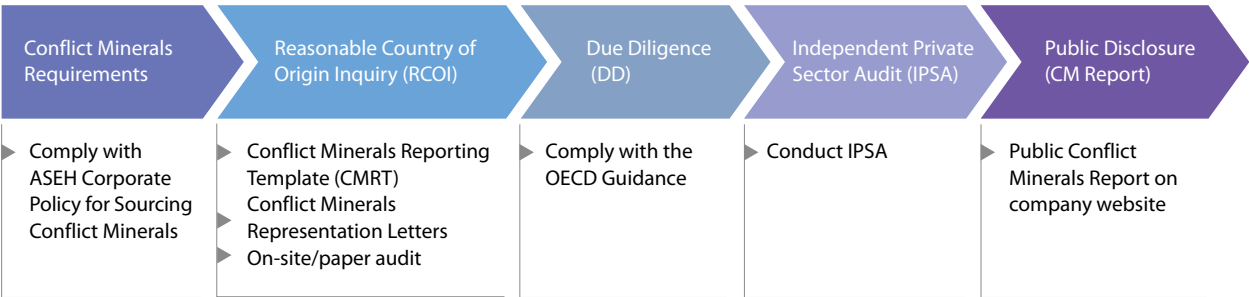 Conflict Minerals
Requirements
Reasonable Country of
Origin Inquiry (RCOI)
Due Diligence
(DD)
Independent Private
Sector Audit (IPSA)
Public Disclosure
(CM Report)
Comply with
ASEH Corporate
Policy for Sourcing
Conflict Minerals
Conflict Minerals Reporting
Template (CMRT)
Conflict Minerals
Representation Letters
On-site/paper audit
Comply with the
OECD Guidance
Conduct IPSA
Public Conflict
Minerals Report on
company website